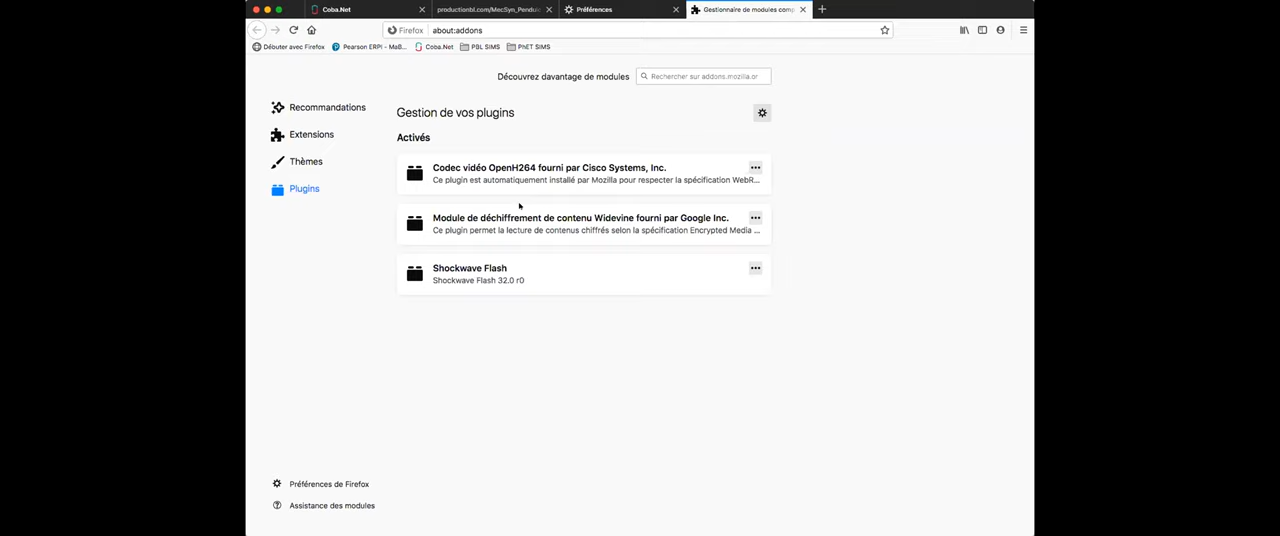 Coba.Net
productionbl.com/MecSyn_Pendule
Préférences
Gestionnaire de modules comp
Firefox about:addons
Débuter avec Firefox Pearson ERPI - MaB... Coba.Net PBL SIMS PhET SIMS
Découvrez davantage de modules
Rechercher sur addons.mozilla.or
Recommandations
Extensions
Thèmes
Plugins
Gestion de vos plugins
Activés
Codec vidéo OpenH264 fourni par Cisco Systems, Inc.
Ce plugin est automatiquement installé par Mozilla pour respecter la spécification WebR...
Module de déchiffrement de contenu Widevine fourni par Google Inc.
Ce plugin permet la lecture de contenus chiffrés selon la spécification Encrypted Media ...
Shockwave Flash
Shockwave Flash 32.0 r0
Préférences de Firefox
Assistance des modules